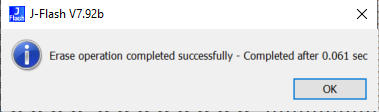 J-Flash V7.92b
Erase operation completed successfully - Completed after 0.061 sec
OK